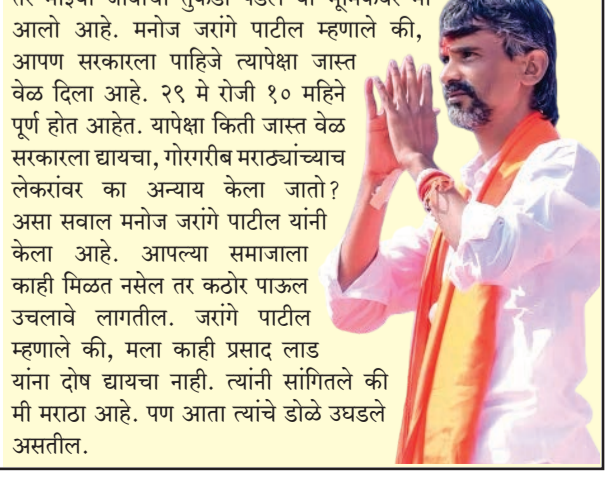 आलो आहे. मनोज जरांगे पाटील म्हणाले की,
आपण सरकारला पाहिजे त्यापेक्षा जास्त
वेळ दिला आहे. २९ मे रोजी १० महिने
पूर्ण होत आहेत. यापेक्षा किती जास्त वेळ
सरकारला द्यायचा, गोरगरीब मराठ्यांच्याच
लेकरांवर का अन्याय केला जातो?
असा सवाल मनोज जरांगे पाटील यांनी
केला आहे. आपल्या समाजाला
काही मिळत नसेल तर कठोर पाऊल
उचलावे लागतील. जरांगे पाटील
म्हणाले की, मला काही प्रसाद लाड
यांना दोष द्यायचा नाही. त्यांनी सांगितले की
मी मराठा आहे. पण आता त्यांचे डोळे उघडले
असतील.